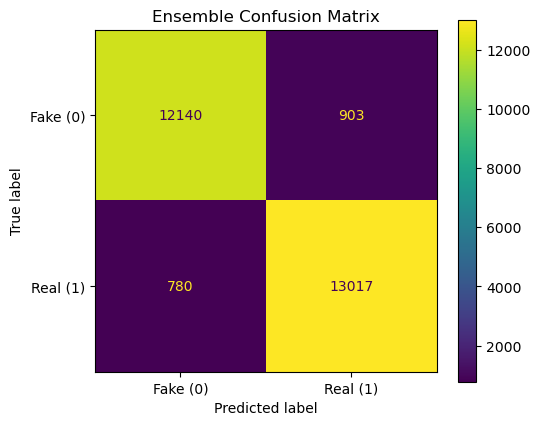 Ensemble Confusion Matrix
True label
Fake (0)
12140
903
Real (1)
780
13017
Fake (0)
Real (1)
Predicted label
12000
10000
8000
6000
4000
2000